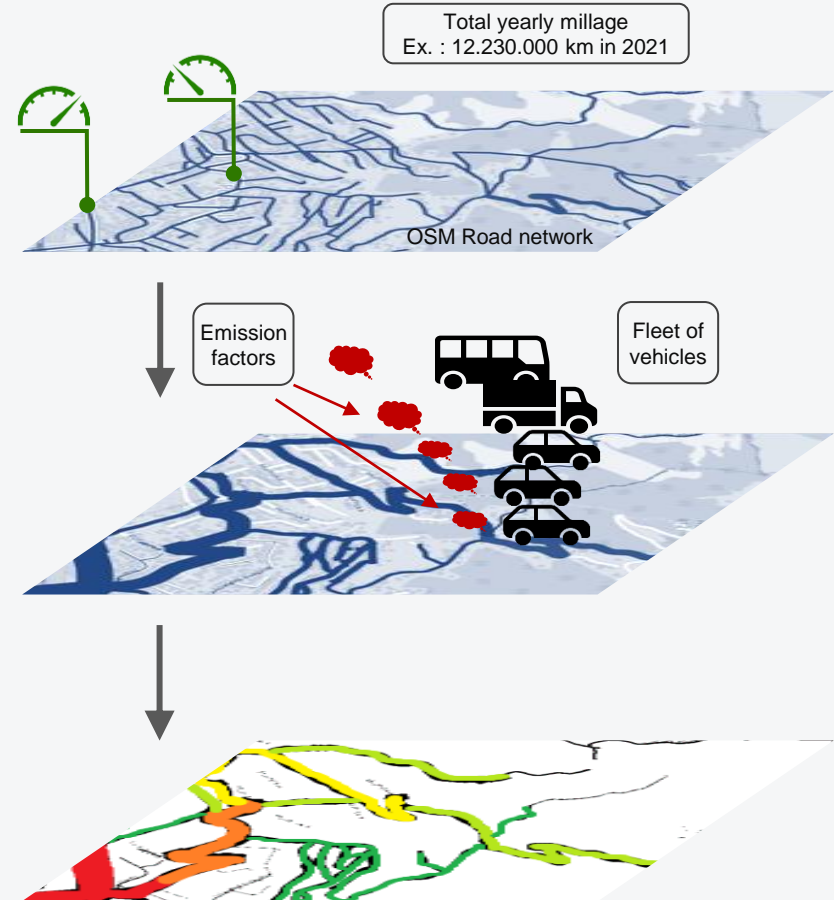 Total yearly millage
Ex. : 12.230.000 km in 2021
OSM Road network
Emission
factors
Fleet of
vehicles